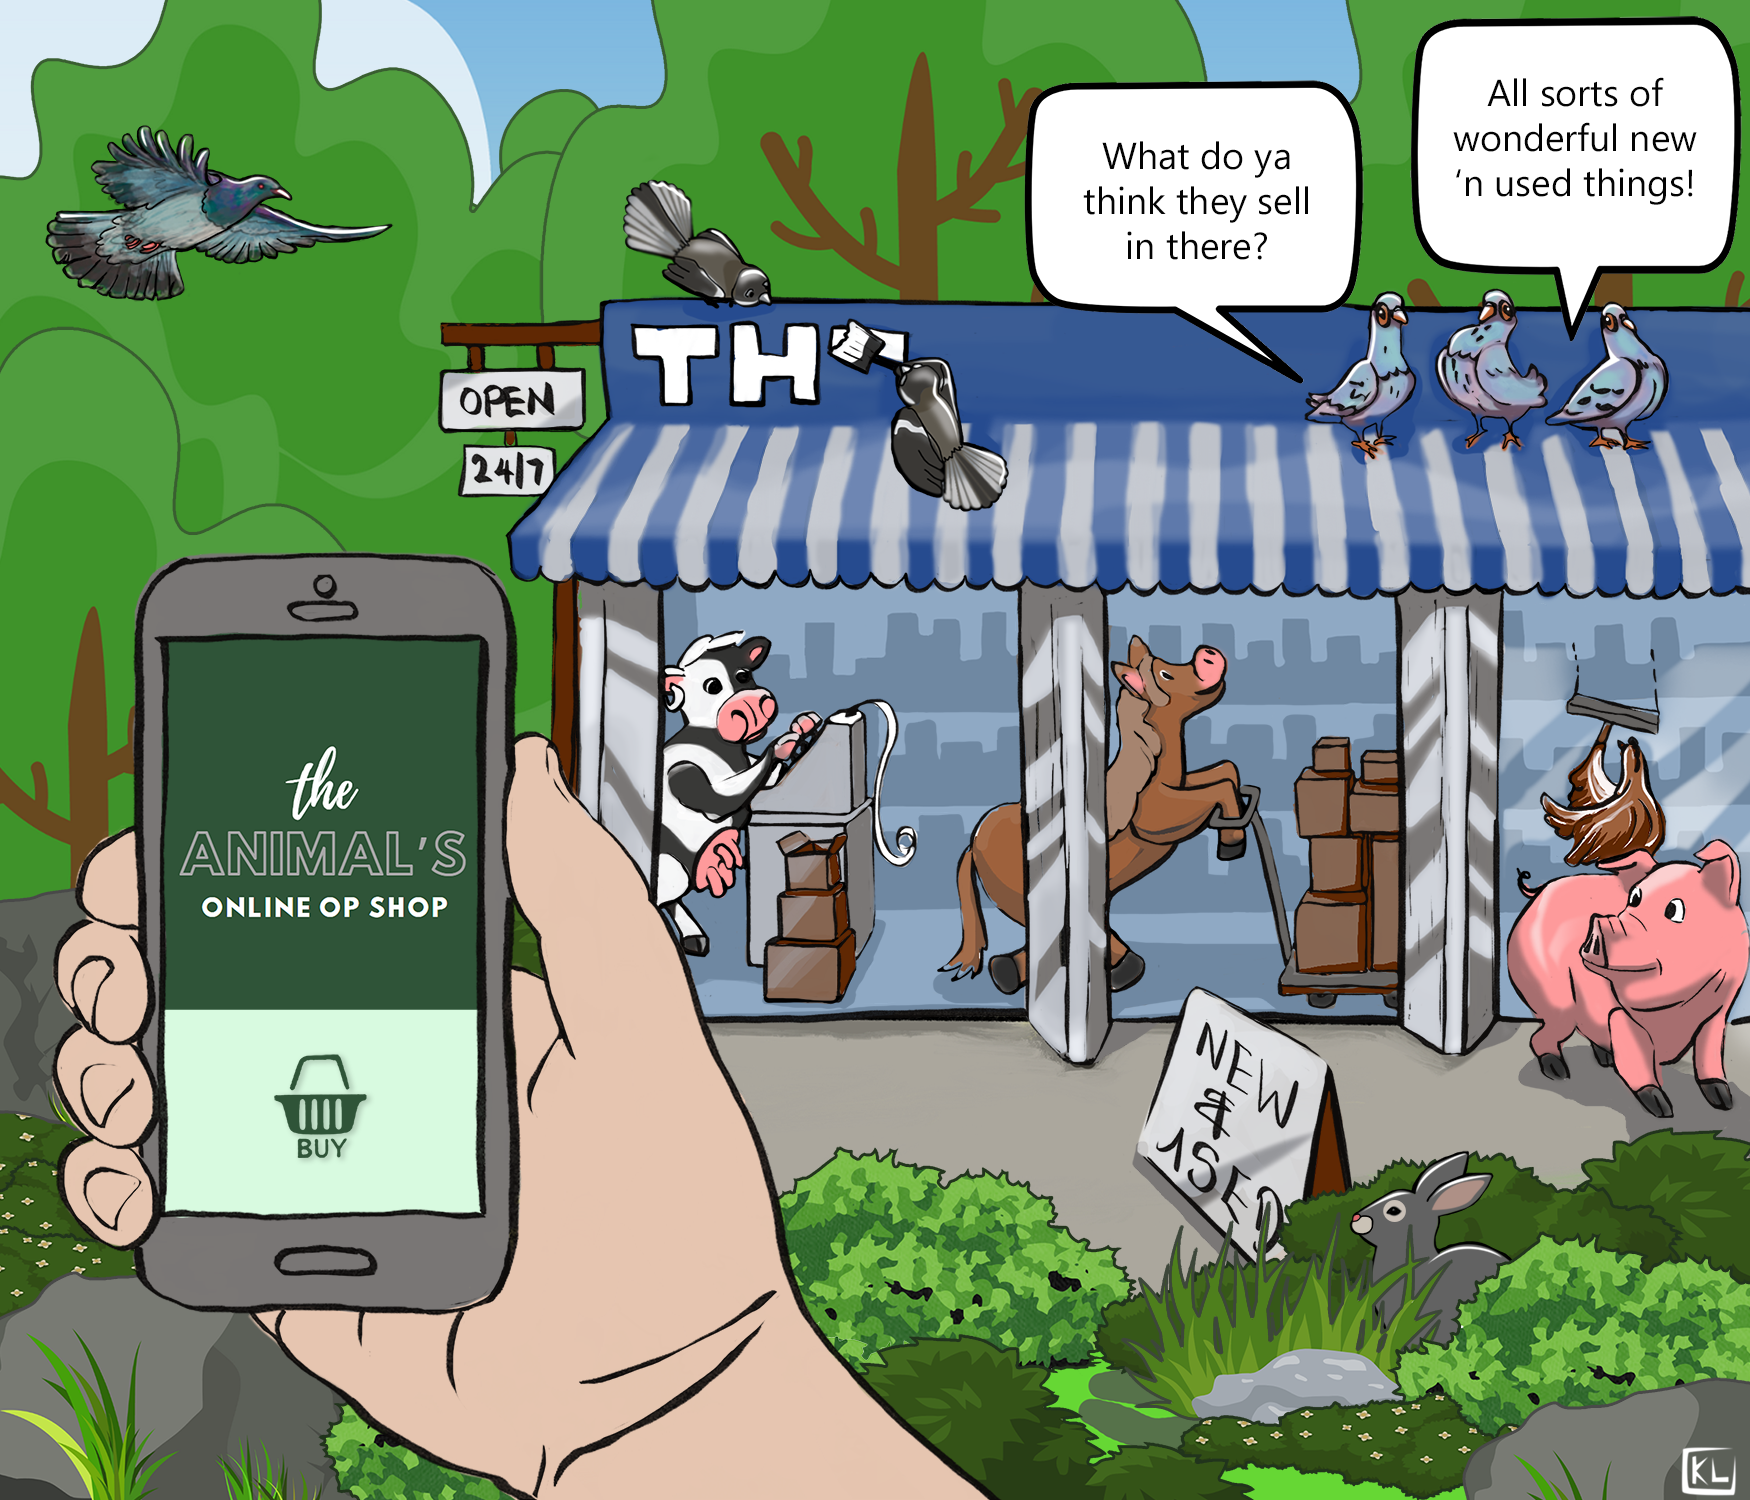 What do ya
think they sell
in there?
All sorts of
wonderful new
‘n used things!
TH
OPEN
24/7
the
ANIMAL'S
ONLINE OP SHOP
BUY
NEW
&
USED
KL